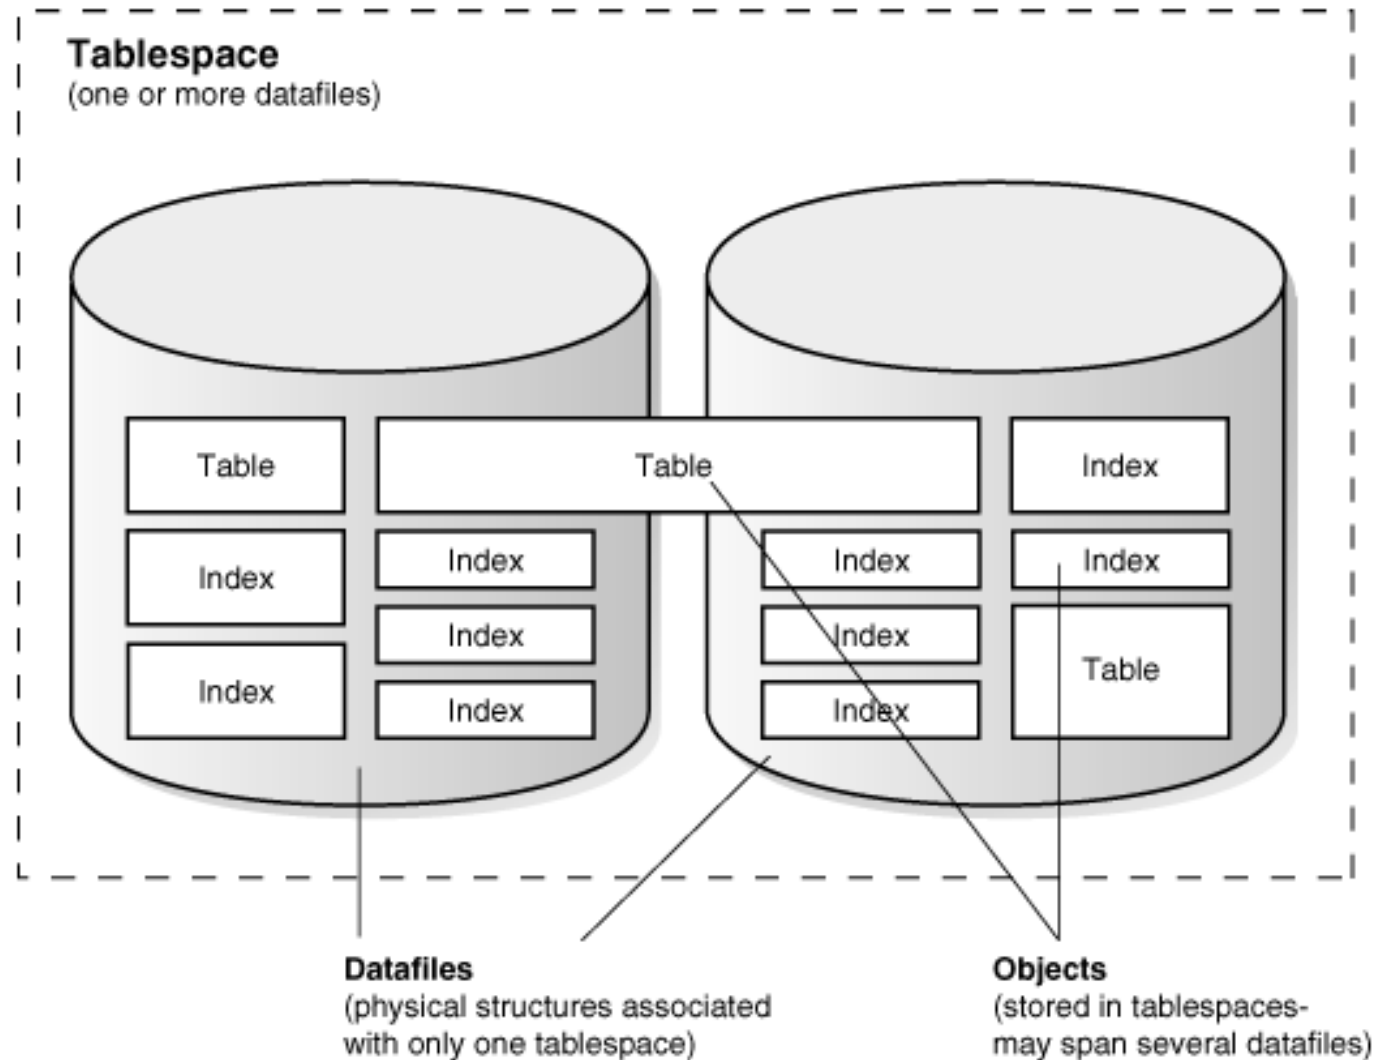 Tablespace
(one or more datafiles)
Table
Table
Index
Index
Index
Index
Index
Index
Index
Index
Table
Index
Index
Index
Datafiles
(physical structures associated
with only one tablespace)
Objects
(stored in tablespaces-
may span several datafiles)